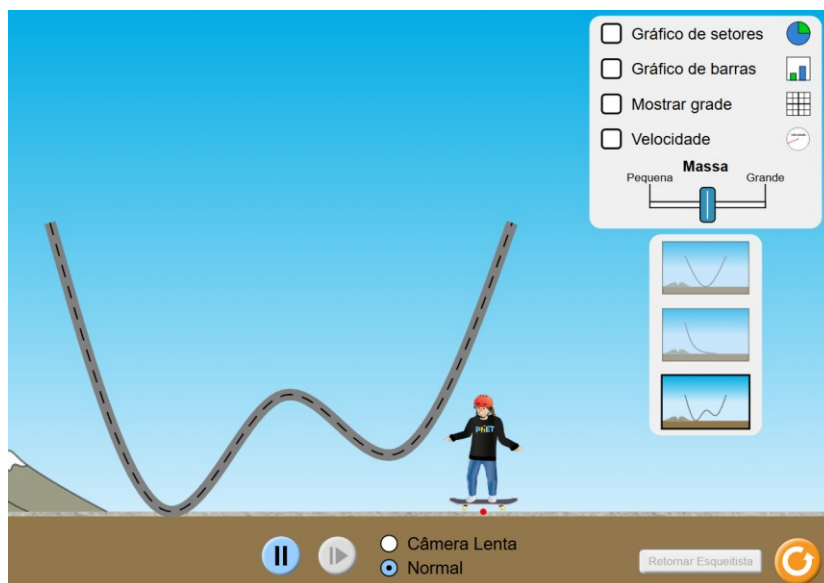 Gráfico de setores
Gráfico de barras
Mostrar grade
Velocidade
Massa
Pequena
Grande
PhET
Câmera Lenta
Normal
Retornar Esqueitista